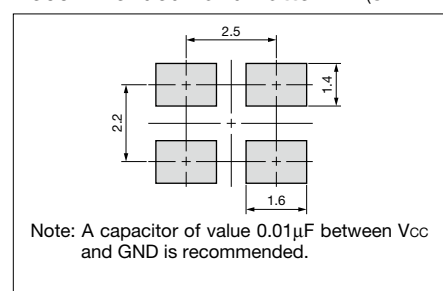 2.5
1.4
2.2
1.6
Note: A capacitor of value 0.01µF between Vcc
and GND is recommended.